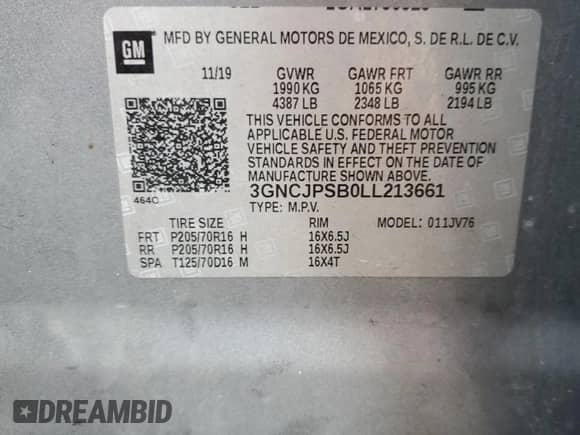 GM
MFD BY GENERAL MOTORS DE MEXICO, S. DE R.L. DE C.V.
11/19 GVWR GAWR FRT GAWR RR
1990 KG 1065 KG 995 KG
4387 LB 2348 LB 2194 LB
THIS VEHICLE CONFORMS TO ALL
APPLICABLE U.S. FEDERAL MOTOR
VEHICLE SAFETY AND THEFT PREVENTION
STANDARDS IN EFFECT ON THE DATE OF
MANUFACTURE SHOWN ABOVE.
3GNCJPSB0LL213661
464C TYPE: M.P.V.
TIRE SIZE RIM MODEL: 011JV76
FRT P205/70R16 H 16X6.5J
RR P205/70R16 H 16X6.5J
SPA T125/70D16 M 16X4T
DREAMBID